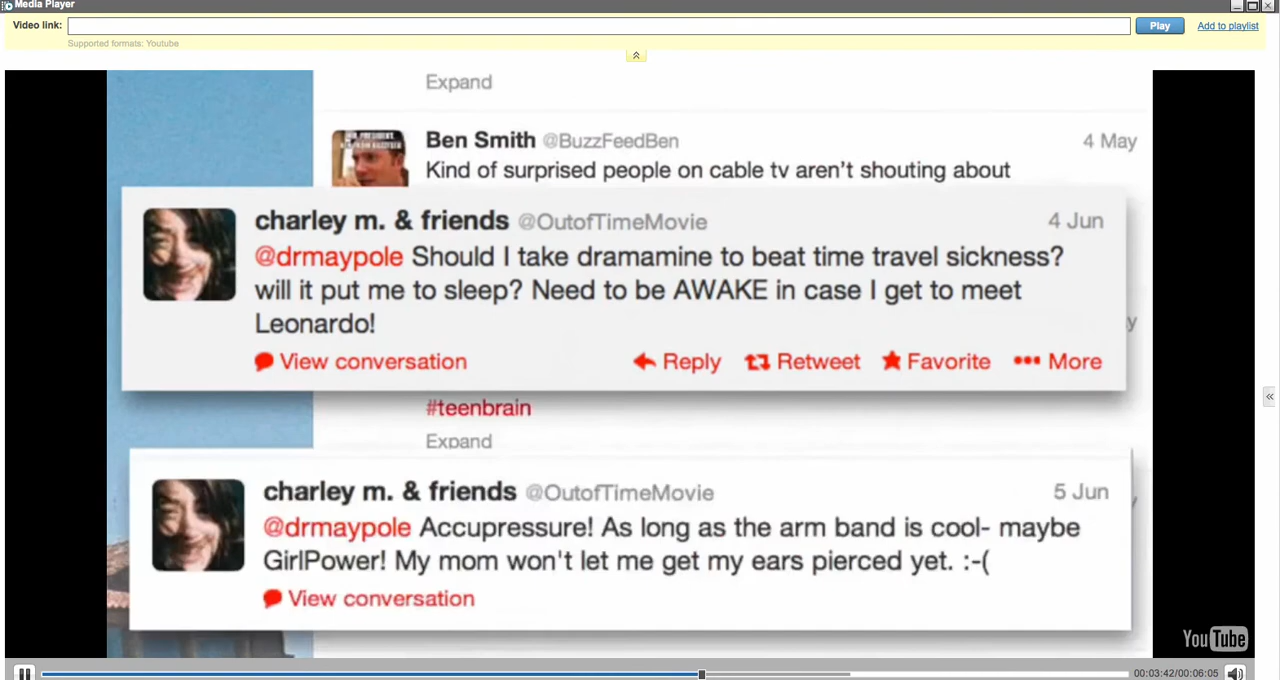 Media Player
Video link:
Play
Add to playlist
Supported formats: Youtube
Expand
Ben Smith @BuzzFeedBen
4 May
Kind of surprised people on cable tv aren't shouting about
charley m. & friends @OutofTimeMovie
4 Jun
@drmaypole Should I take dramamine to beat time travel sickness?
will it put me to sleep? Need to be AWAKE in case I get to meet
Leonardo!
View conversation
Reply
Retweet
Favorite
More
#teenbrain
Expand
charley m. & friends @OutofTimeMovie
5 Jun
@drmaypole Accupressure! As long as the arm band is cool- maybe
GirlPower! My mom won't let me get my ears pierced yet. :-(
View conversation
YouTube
00:03:42/00:06:05